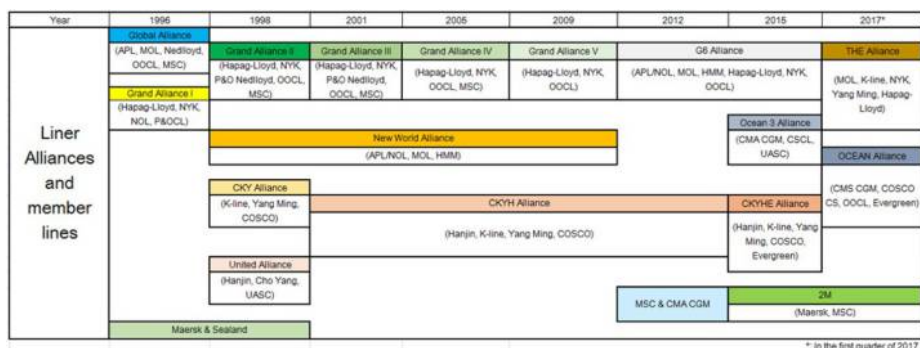 Year 1996 1998 2001 2005 2009 2012 2015 2017*
Liner
Alliances
and
member
lines
Global Alliance
(APL, MOL, Nedlloyd,
OOCL, MSC)
Grand Alliance I
(Hapag-Lloyd, NYK,
NOL, P&OCL)
Grand Alliance II
(Hapag-Lloyd, NYK,
P&O Nedlloyd, OOCL,
MSC)
Grand Alliance III
(Hapag-Lloyd, NYK,
P&O Nedlloyd,
OOCL, MSC)
Grand Alliance IV
(Hapag-Lloyd, NYK,
OOCL, MSC)
Grand Alliance V
(Hapag-Lloyd, NYK,
OOCL)
G6 Alliance
(APL/NOL, MOL, HMM, Hapag-Lloyd, NYK,
OOCL)
THE Alliance
(MOL, K-line, NYK,
Yang Ming, Hapag-
Lloyd)
New World Alliance
(APL/NOL, MOL, HMM)
Ocean 3 Alliance
(CMA CGM, CSCL,
UASC)
OCEAN Alliance
(CMS CGM, COSCO
CS, OOCL, Evergreen)
CKY Alliance
(K-line, Yang Ming,
COSCO)
CKYH Alliance
(Hanjin, K-line, Yang Ming, COSCO)
CKYHE Alliance
(Hanjin, K-line, Yang
Ming, COSCO,
Evergreen)
United Alliance
(Hanjin, Cho Yang,
UASC)
MSC & CMA CGM
2M
(Maersk, MSC)
Maersk & Sealand
*: In the first quarter of 2017